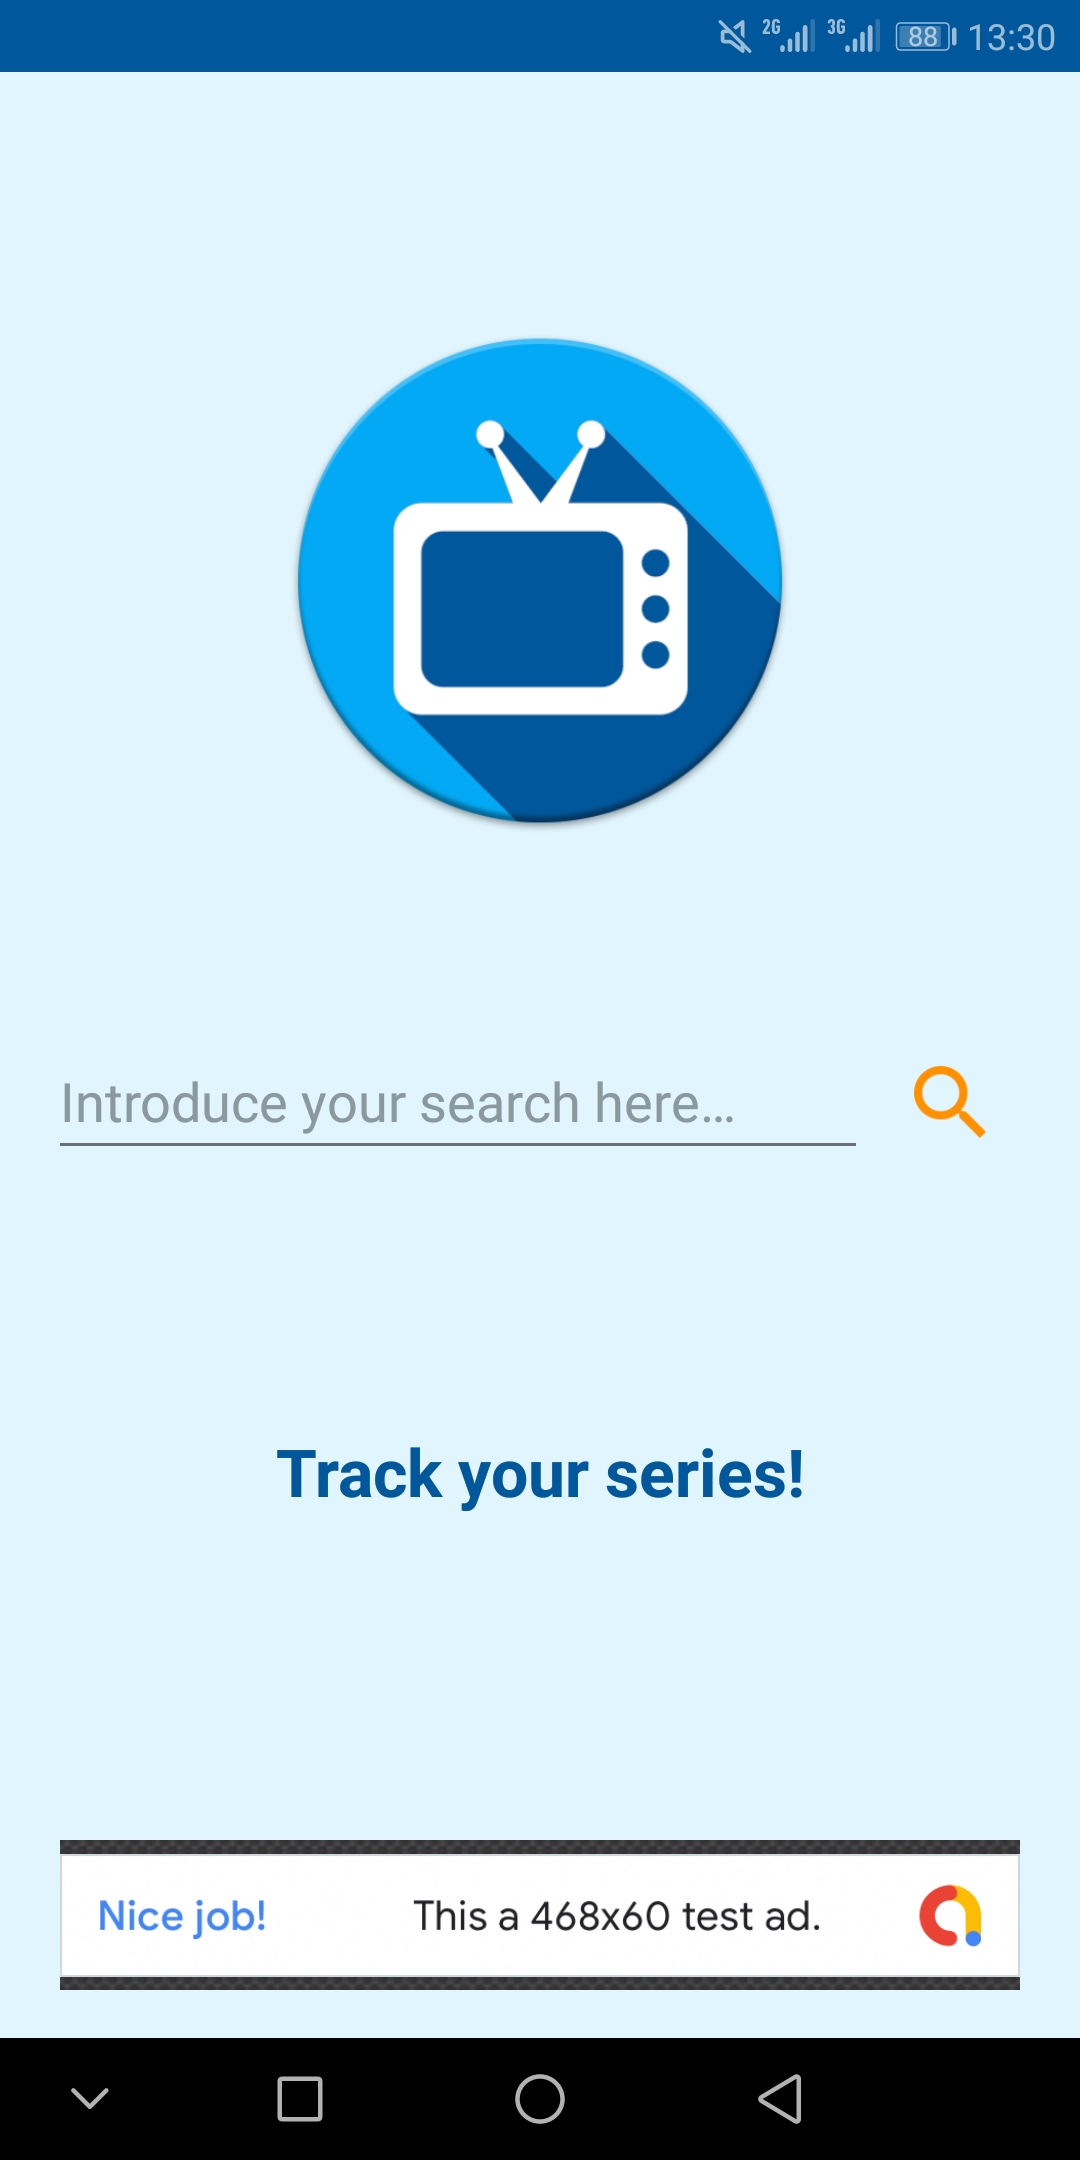 2G 3G 88 13:30
Introduce your search here...
Track your series!
Nice job! This a 468x60 test ad.